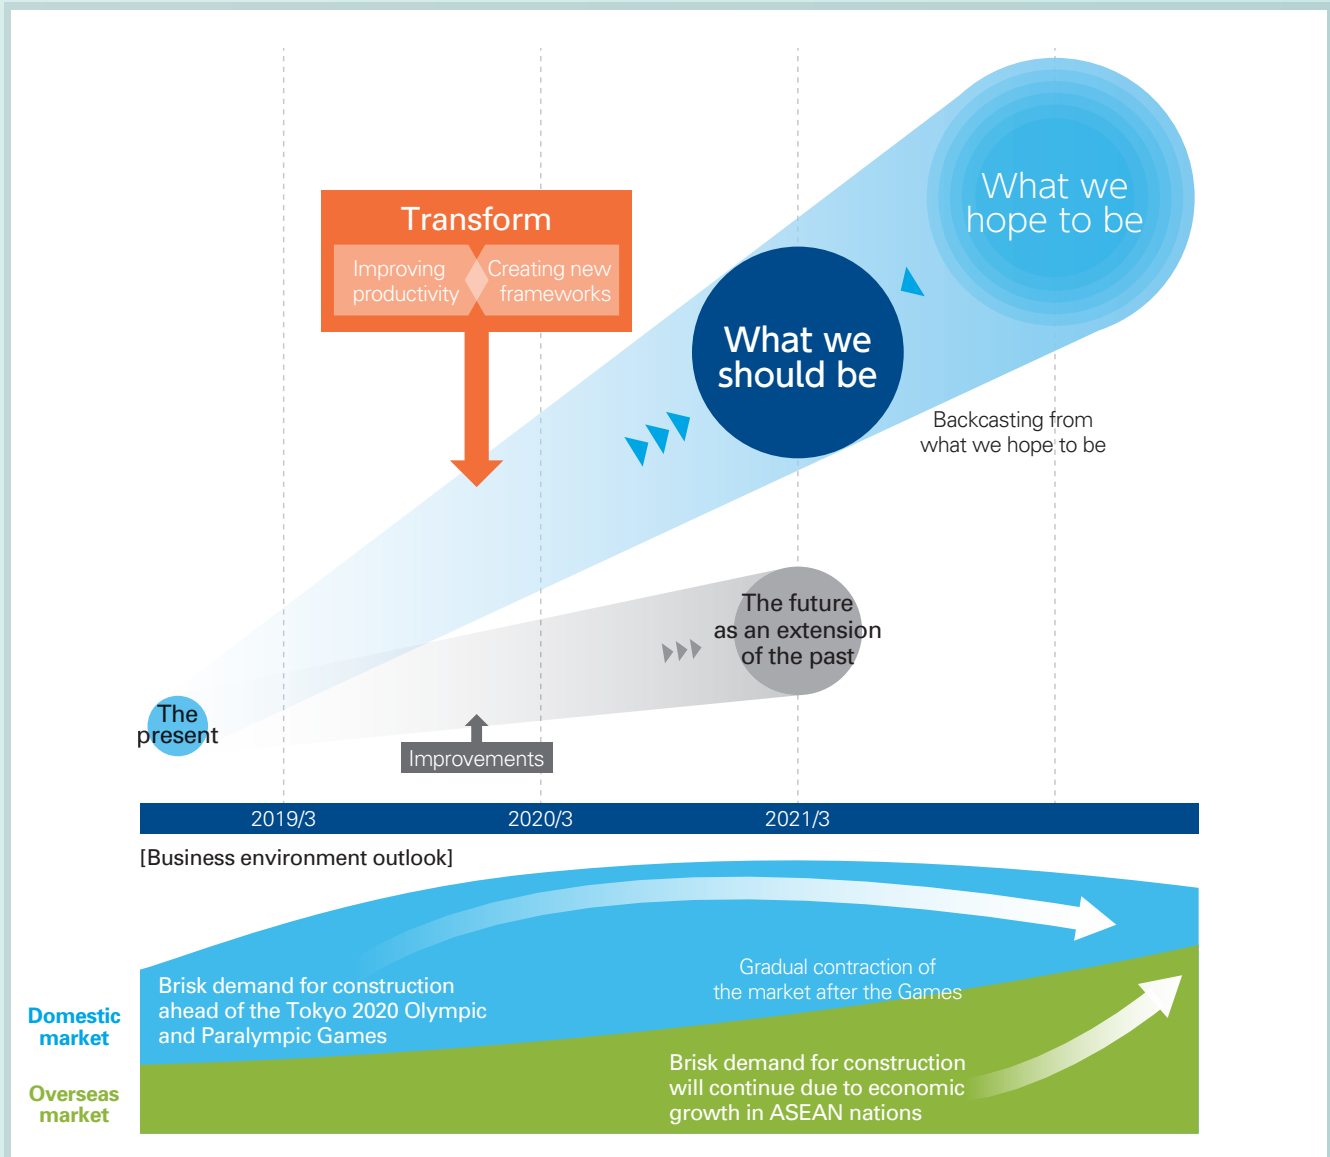 What we
hope to be
Transform
Improving
productivity
Creating new
frameworks
What we
should be
Backcasting from
what we hope to be
The future
as an extension
of the past
The
present
Improvements
2019/3
2020/3
2021/3
[Business environment outlook]
Brisk demand for construction
ahead of the Tokyo 2020 Olympic
and Paralympic Games
Gradual contraction of
the market after the Games
Domestic
market
Brisk demand for construction
will continue due to economic
growth in ASEAN nations
Overseas
market